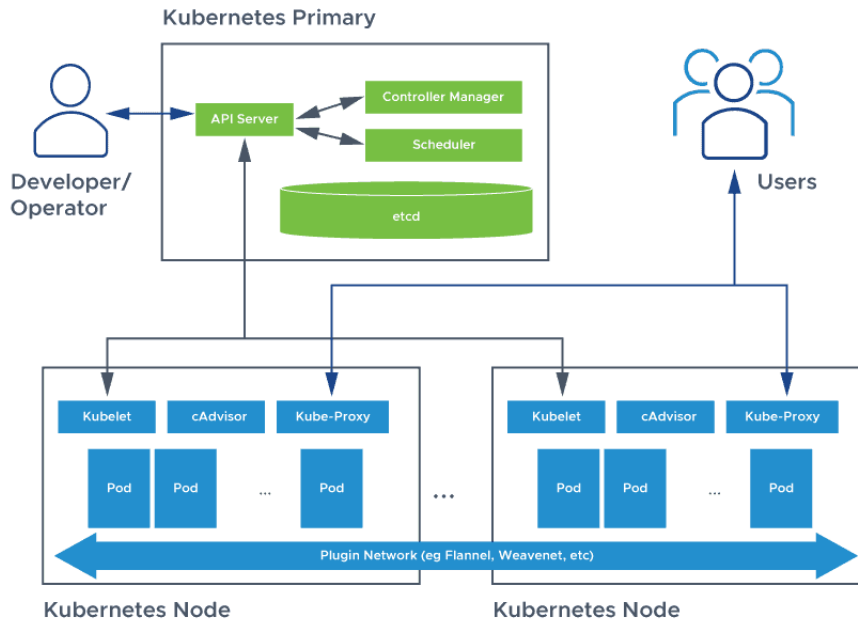 Kubernetes Primary
Controller Manager
API Server
Scheduler
etcd
Developer/
Operator
Users
Kubelet
cAdvisor
Kube-Proxy
Pod
Pod
...
Pod
...
Kubelet
cAdvisor
Kube-Proxy
Pod
Pod
...
Pod
Plugin Network (eg Flannel, Weavenet, etc)
Kubernetes Node
Kubernetes Node